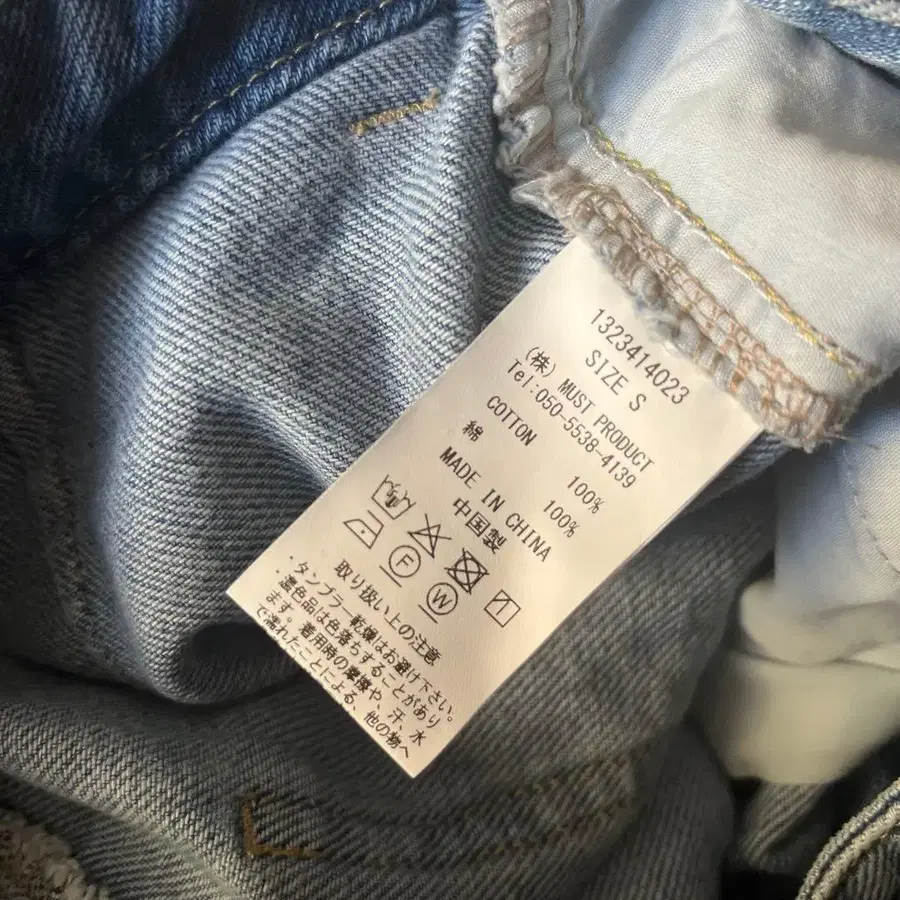 1323414023
SIZE S
(株) MUST PRODUCT
Tel:050-5538-4139
COTTON 100%
綿 100%
MADE IN CHINA
中国製
F W
取り扱い上の注意
・タンブラー乾燥はお避け下さい。
・濃色品は色落ちすることがあり
ます。着用時の摩擦や、汗、水
で濡れたことによる、他の物へ